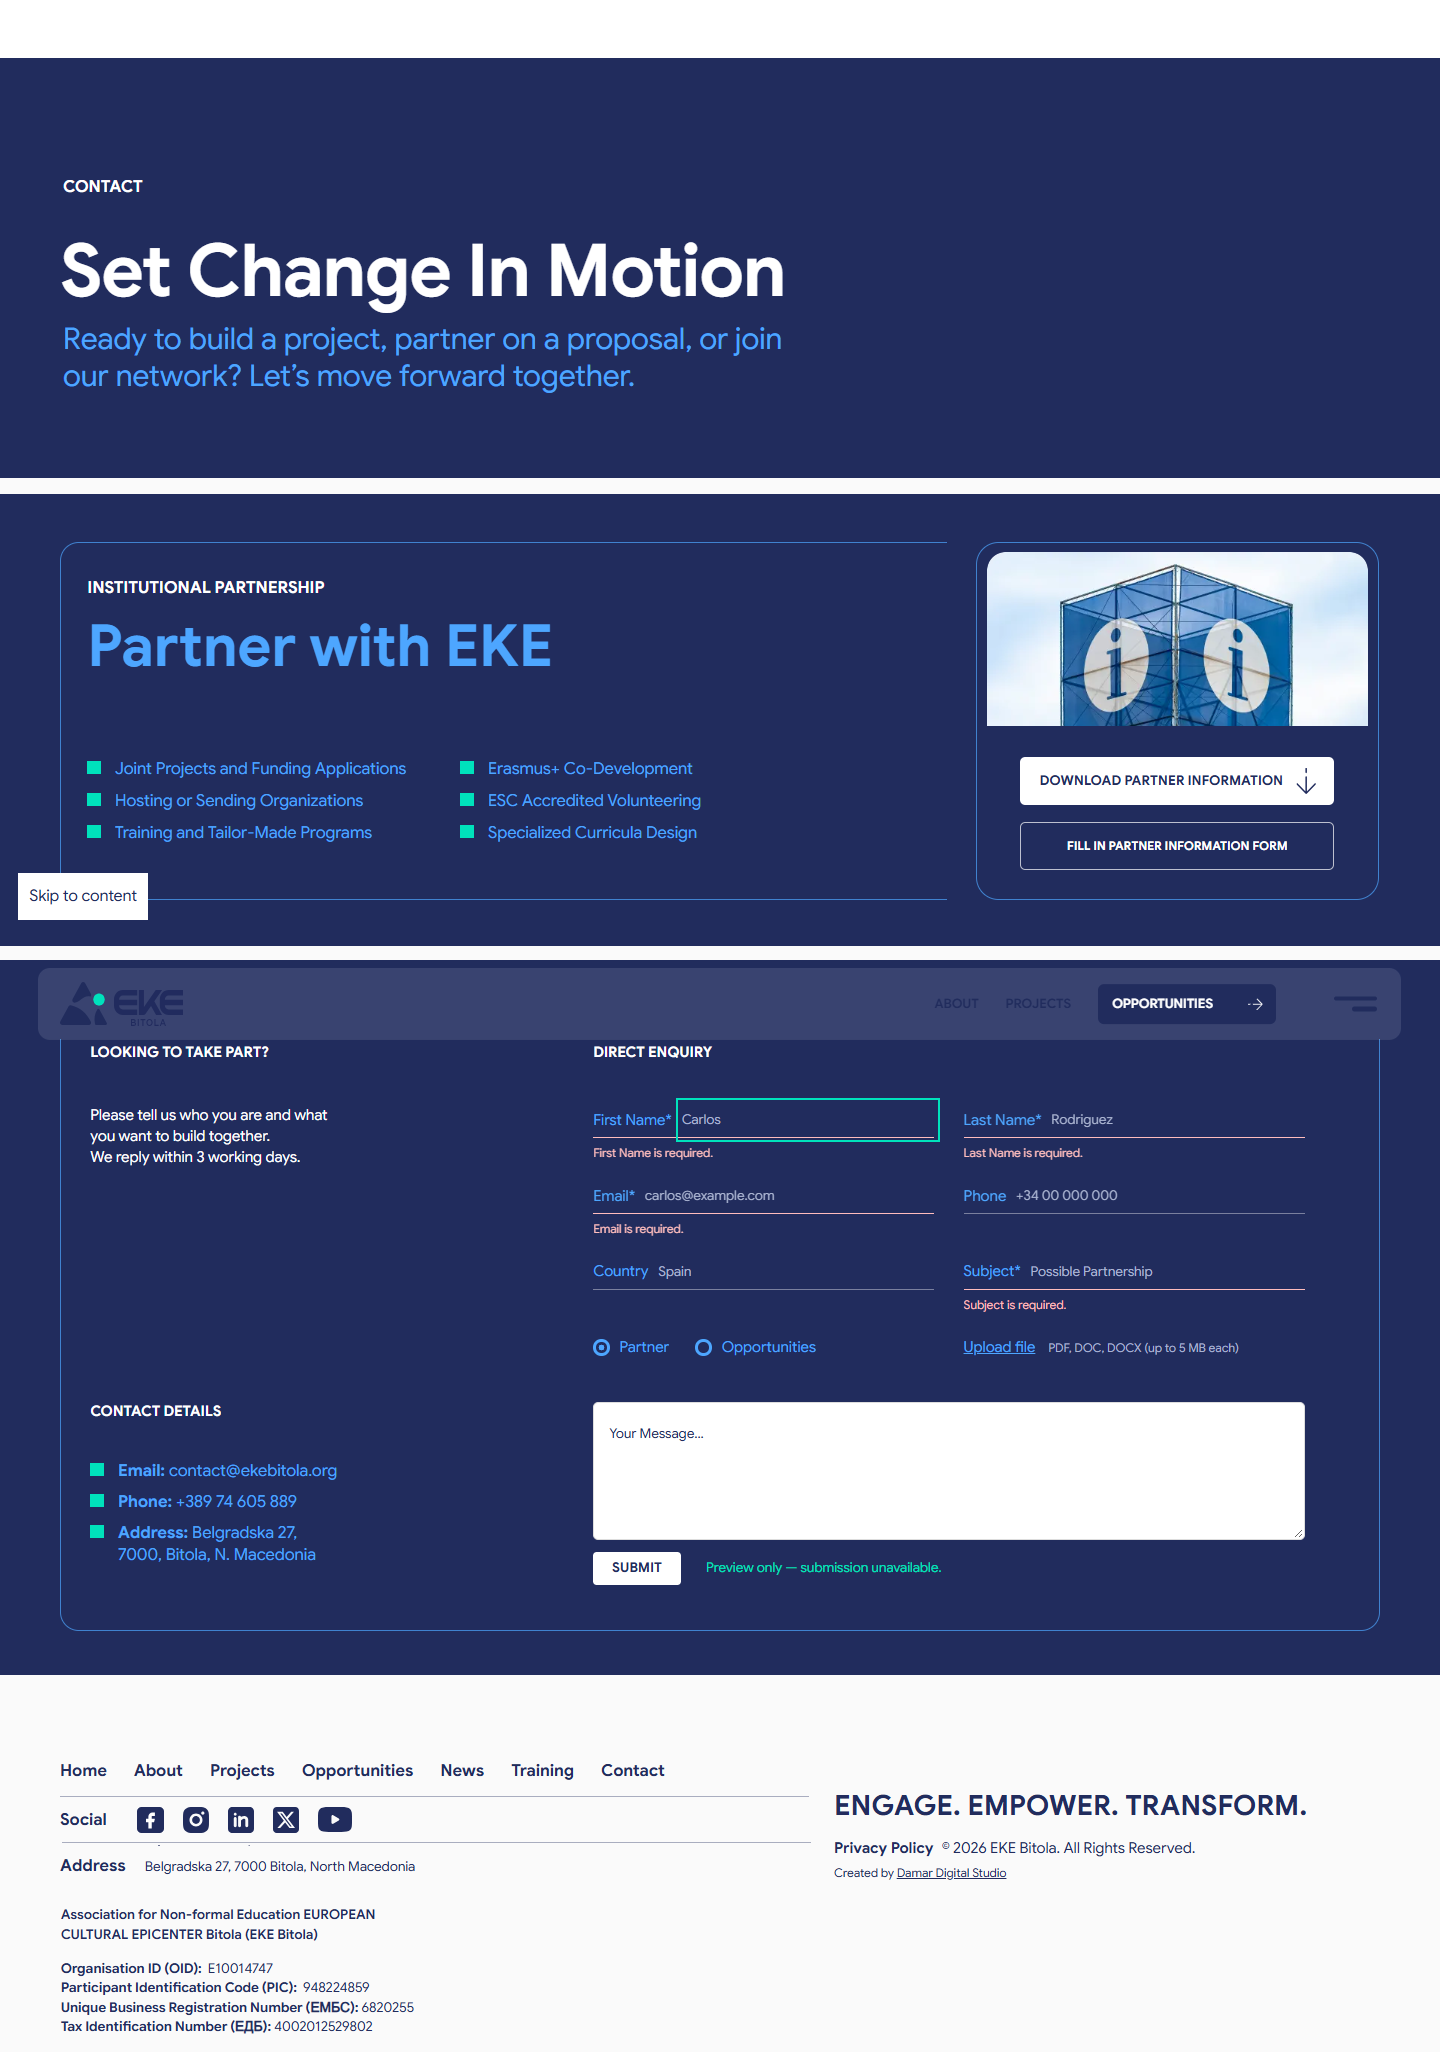 CONTACT
Set Change In Motion
Ready to build a project, partner on a proposal, or join
our network? Let's move forward together.
INSTITUTIONAL PARTNERSHIP
Partner with EKE
Joint Projects and Funding Applications
Hosting or Sending Organizations
Training and Tailor-Made Programs
Erasmus+ Co-Development
ESC Accredited Volunteering
Specialized Curricula Design
i i
DOWNLOAD PARTNER INFORMATION
FILL IN PARTNER INFORMATION FORM
Skip to content
EKE
BITOLA
ABOUT
PROJECTS
OPPORTUNITIES
LOOKING TO TAKE PART?
Please tell us who you are and what
you want to build together.
We reply within 3 working days.
DIRECT ENQUIRY
First Name* Carlos
First Name is required.
Last Name* Rodriguez
Last Name is required.
Email* carlos@example.com
Email is required.
Phone +34 00 000 000
Country Spain
Subject* Possible Partnership
Subject is required.
Partner
Opportunities
Upload file PDF, DOC, DOCX (up to 5 MB each)
CONTACT DETAILS
Email: contact@ekebitola.org
Phone: +389 74 605 889
Address: Belgradska 27,
7000, Bitola, N. Macedonia
Your Message...
SUBMIT
Preview only — submission unavailable.
Home About Projects Opportunities News Training Contact
Social
Address Belgradska 27, 7000 Bitola, North Macedonia
ENGAGE. EMPOWER. TRANSFORM.
Privacy Policy © 2026 EKE Bitola. All Rights Reserved.
Created by Damar Digital Studio
Association for Non-formal Education EUROPEAN
CULTURAL EPICENTER Bitola (EKE Bitola)
Organisation ID (OID): E10014747
Participant Identification Code (PIC): 948224859
Unique Business Registration Number (ЕМБС): 6820255
Tax Identification Number (ЕДБ): 4002012529802